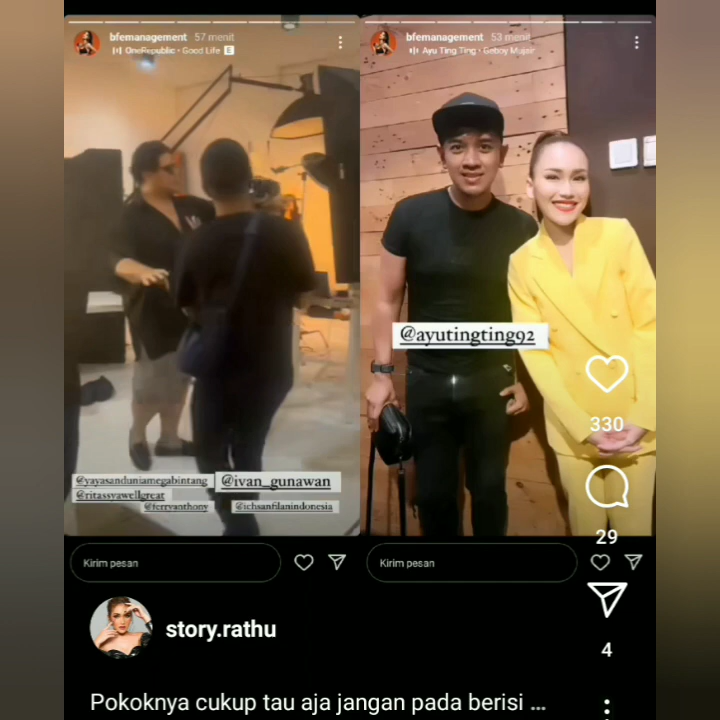 bfemanagement 57 menit
OneRepublic • Good Life E
bfemanagement 53 menit
Ayu Ting Ting • Geboy Mujair
@ayutingting92
330
29
@yayasanduniamegabintang
@ivan_gunawan
@ritassyawellgreat
@ferryanthony
@ichsanfilanindonesia
Kirim pesan
Kirim pesan
story.rathu
4
Pokoknya cukup tau aja jangan pada berisi ...